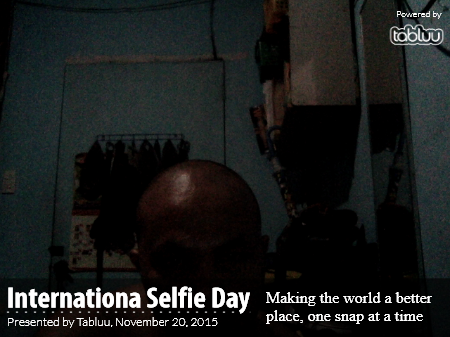 Powered by
tabluu
Internationa Selfie Day
Presented by Tabluu, November 20, 2015
Making the world a better
place, one snap at a time